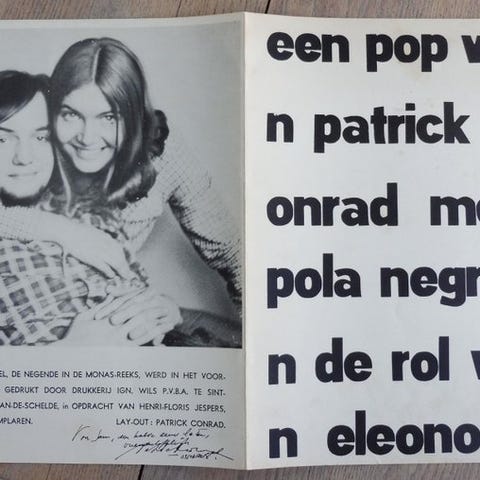 EL, DE NEGENDE IN DE MONAS-REEKS, WERD IN HET VOOR-
GEDRUKT DOOR DRUKKERIJ IGN. WILS P.V.B.A. TE SINT-
AN-DE-SCHELDE, in OPDRACHT VAN HENRI-FLORIS JESPERS,
MPLAREN. LAY-OUT : PATRICK CONRAD.
een pop v
n patrick
onrad me
pola negr
n de rol v
n eleono